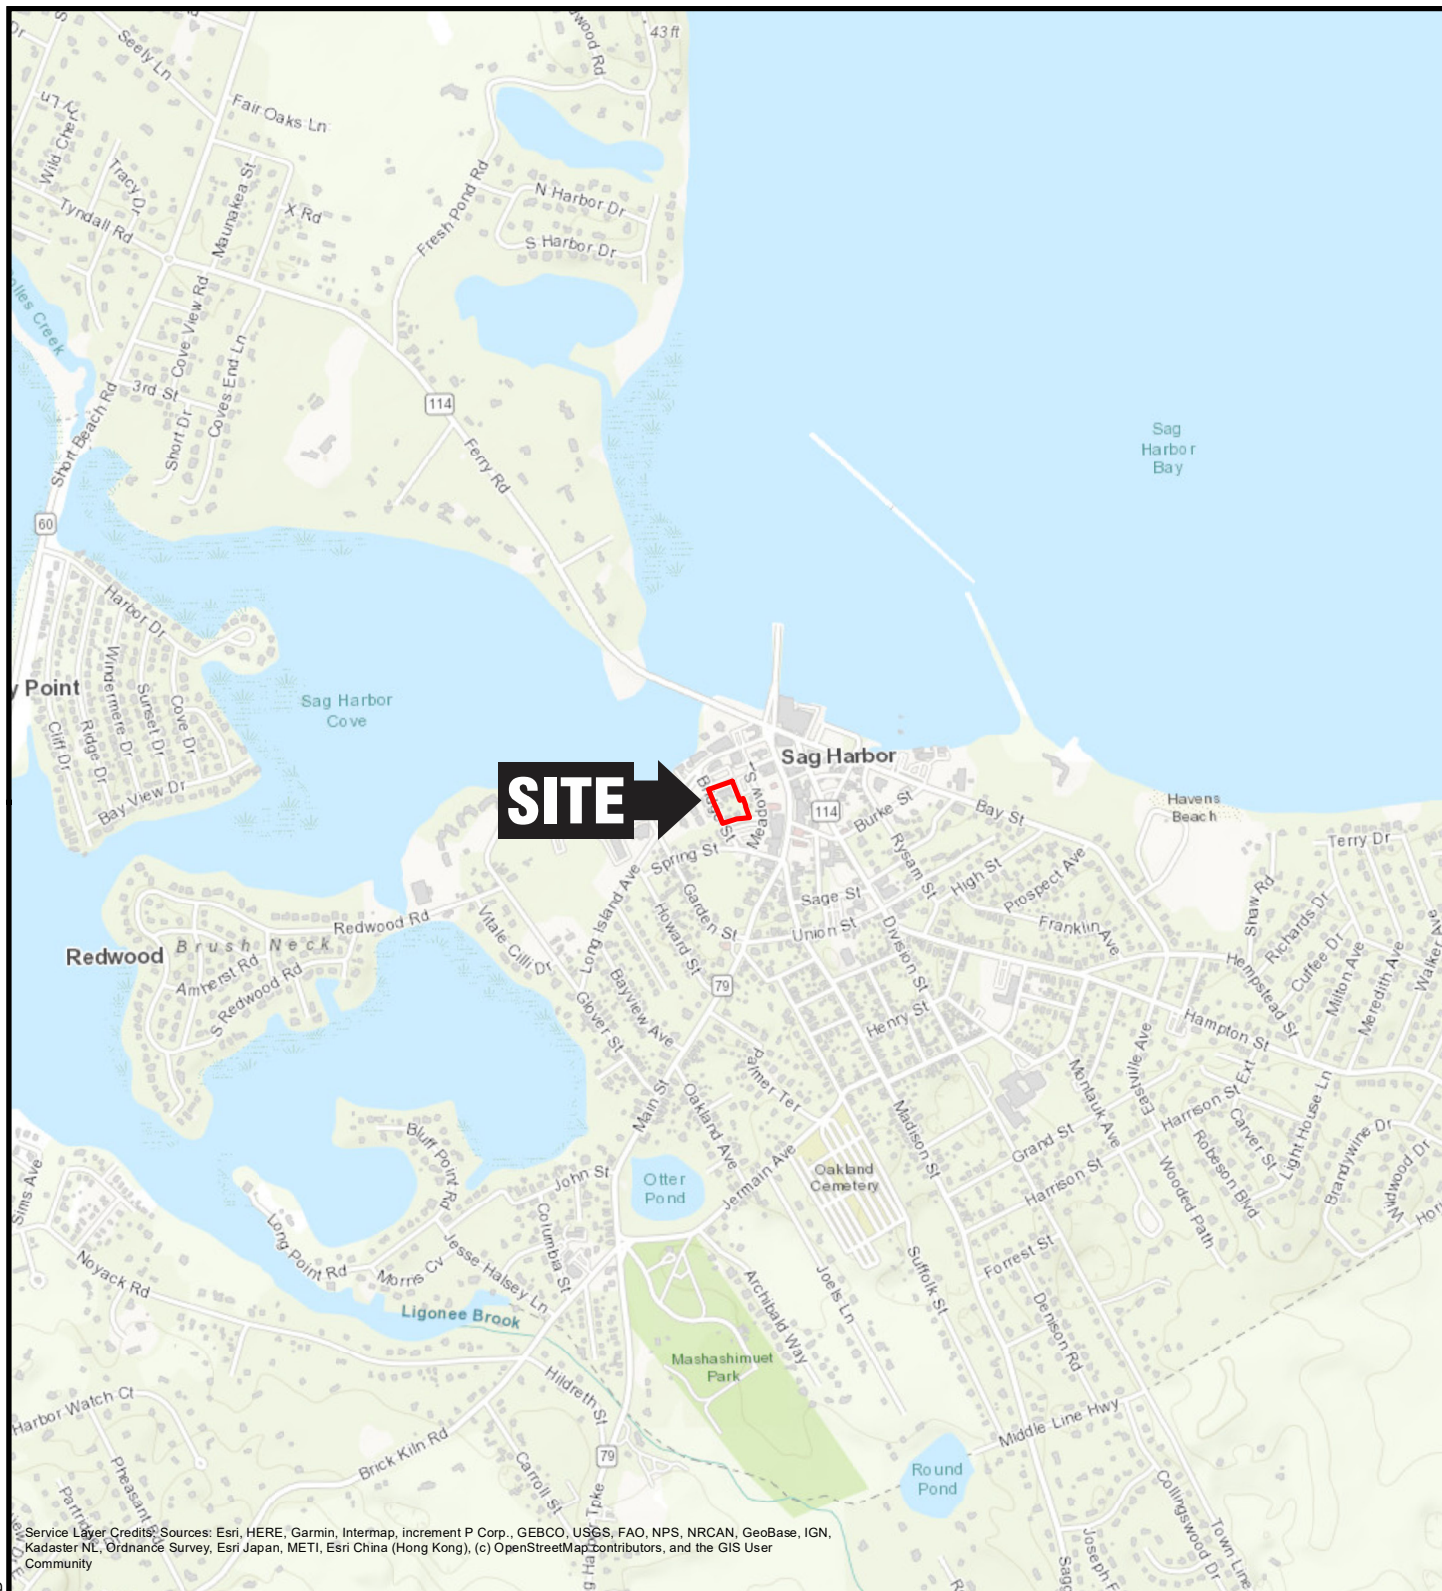 43 ft
Seely Ln
Fair Oaks Ln
Tracy Dr
Tyndall Rd
Maunakea St
X Rd
Fresh Pond Rd
N Harbor Dr
S Harbor Dr
Cove View Rd
Coves End Ln
3rd St
Short Dr
Short Beach Rd
114
Ferry Rd
Sag
Harbor
Bay
60
Harbor Dr
Windermere Dr
Sunset Dr
Cove Dr
Ridge Dr
Cliff Dr
Bay View Dr
Point
Sag Harbor
Cove
Sag Harbor
SITE
Meadow St
114
Burke St
Bay St
Havens
Beach
Terry Dr
Spring St
Rysam St
High St
Prospect Ave
Sage St
Garden St
Howard St
Union St
Franklin Ave
Shaw Rd
Richards Dr
Long Island Ave
Redwood Rd
Vitale Cilli Dr
Division St
Hempstead St
Cuffee Dr
Milton Ave
Meredith Ave
Walker Ave
Redwood
Brush Neck
Amherst Rd
S Redwood Rd
Bayview Ave
Glover St
79
Henry St
Hampton St
Palmer Ter
Main St
Oakland Ave
Madison St
Montauk Ave
Eastville Ave
Harrison St Ext
Carver St
Light House Ln
Robeson Blvd
Brandywine Dr
Wildwood Dr
Grand St
Harrison St
Wooded Path
Bluff Point Rd
John St
Otter
Pond
Jermain Ave
Oakland
Cemetery
Sims Ave
Noyack Rd
Long Point Rd
Morris Cv
Jesse Halsey Ln
Columbia St
Ligonee Brook
Archibald Way
Joels Ln
Suffolk St
Forrest St
Denison Rd
Mashashimuet
Park
Hildreth St
Harbor Watch Ct
Brick Kiln Rd
Carroll St
79
Middle Line Hwy
Round
Pond
Collingswood Dr
Town Line
Pheasant
Service Layer Credits: Sources: Esri, HERE, Garmin, Intermap, increment P Corp., GEBCO, USGS, FAO, NPS, NRCAN, GeoBase, IGN,
Kadaster NL, Ordnance Survey, Esri Japan, METI, Esri China (Hong Kong), (c) OpenStreetMap contributors, and the GIS User
Community